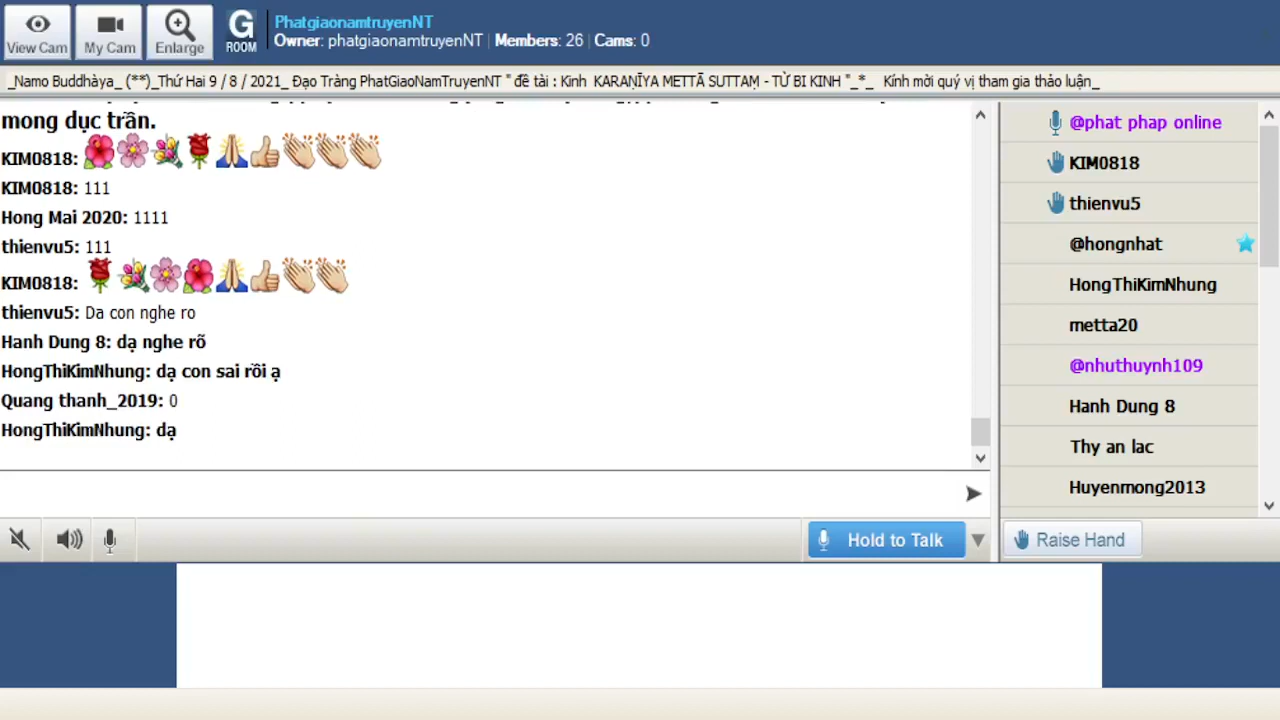 View Cam
My Cam
Enlarge
G
ROOM
PhatgiaonamtruyenNT
Owner: phatgiaonamtruyenNT | Members: 26 | Cams: 0
_Namo Buddhàya_ (**)_Thứ Hai 9 / 8 / 2021_ Đạo Tràng PhatGiaoNamTruyenNT " đề tài : Kinh KARAṆĪYA METTĀ SUTTAṂ - TỪ BI KINH "_*_ Kính mời quý vị tham gia thảo luận_
mong dục trần.
KIM0818:
KIM0818: 111
Hong Mai 2020: 1111
thienvu5: 111
KIM0818:
thienvu5: Da con nghe ro
Hanh Dung 8: dạ nghe rõ
HongThiKimNhung: dạ con sai rồi ạ
Quang thanh_2019: 0
HongThiKimNhung: dạ
@phat phap online
KIM0818
thienvu5
@hongnhat
HongThiKimNhung
metta20
@nhuthuynh109
Hanh Dung 8
Thy an lac
Huyenmong2013
Hold to Talk
Raise Hand